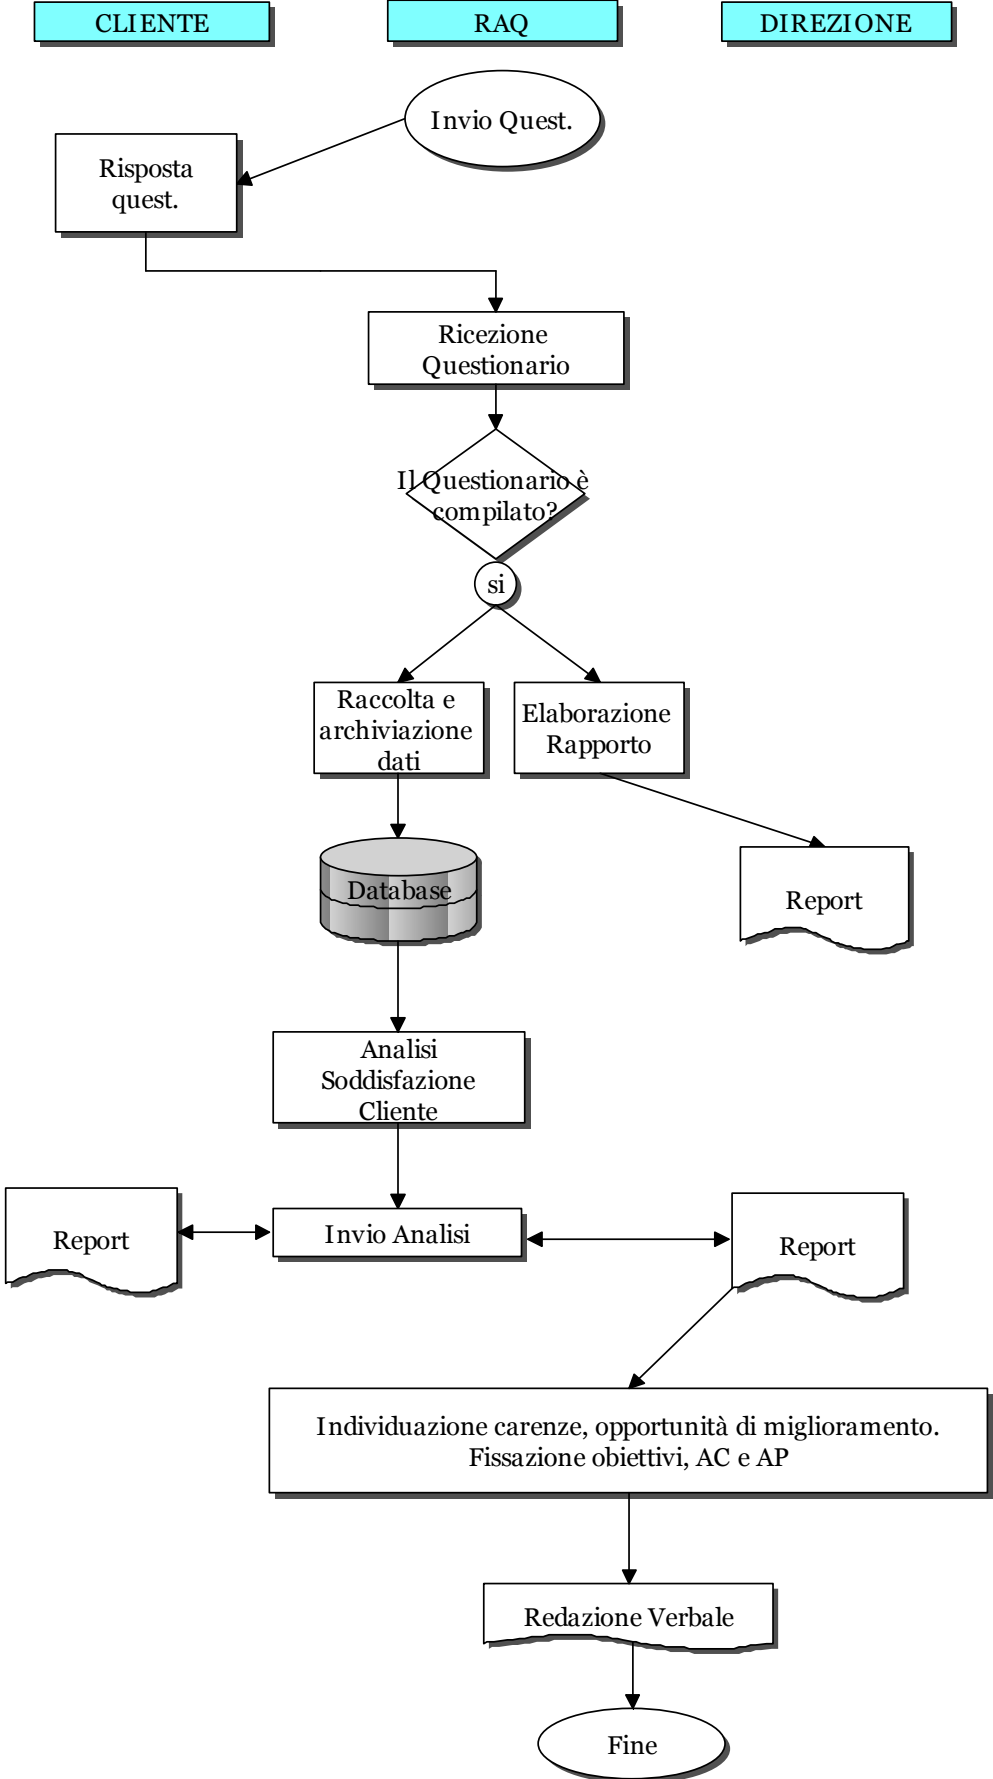 CLIENTE
RAQ
DIREZIONE
Invio Quest.
Risposta
quest.
Ricezione
Questionario
Il Questionario è
compilato?
si
Raccolta e
archiviazione
dati
Elaborazione
Rapporto
Database
Report
Analisi
Soddisfazione
Cliente
Report
Invio Analisi
Report
Individuazione carenze, opportunità di miglioramento.
Fissazione obiettivi, AC e AP
Redazione Verbale
Fine